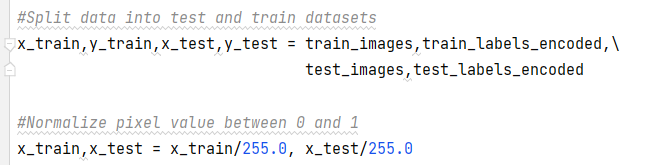 #Split data into test and train datasets
x_train,y_train,x_test,y_test = train_images,train_labels_encoded,\
test_images,test_labels_encoded
#Normalize pixel value between 0 and 1
x_train,x_test = x_train/255.0, x_test/255.0